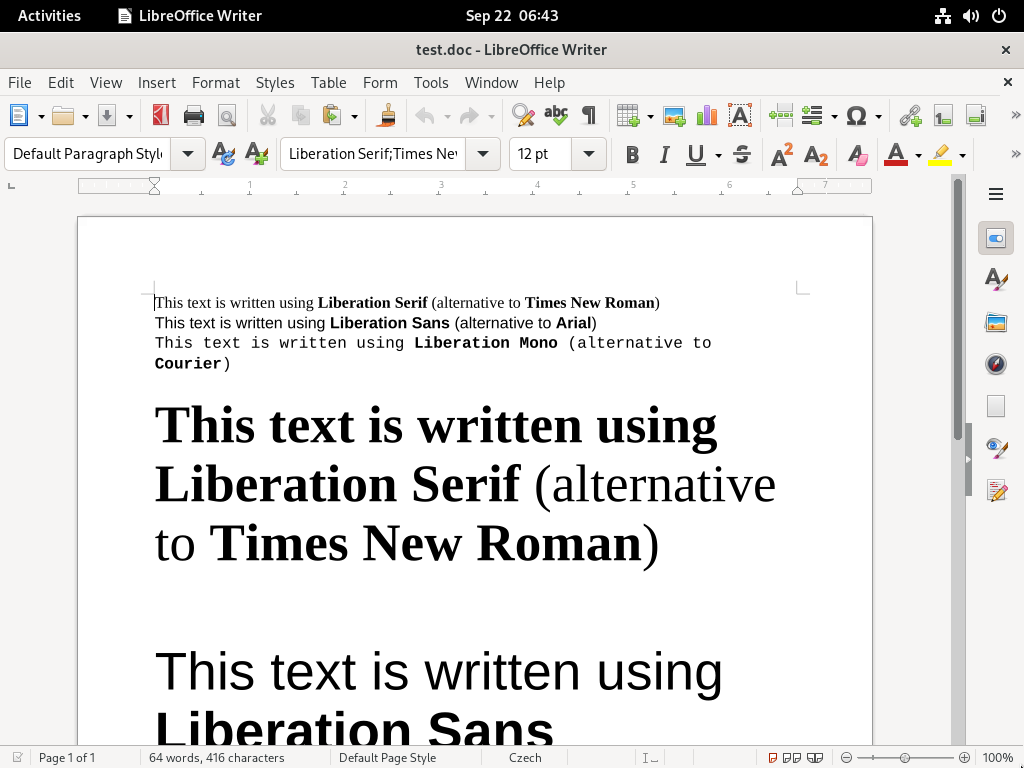 Activities LibreOffice Writer Sep 22 06:43
test.doc - LibreOffice Writer
File Edit View Insert Format Styles Table Form Tools Window Help
Default Paragraph Style Liberation Serif;Times Nev 12 pt
1 2 3 4 5 6 7
This text is written using Liberation Serif (alternative to Times New Roman)
This text is written using Liberation Sans (alternative to Arial)
This text is written using Liberation Mono (alternative to
Courier)
This text is written using
Liberation Serif (alternative
to Times New Roman)
This text is written using
Liberation Sans
Page 1 of 1 64 words, 416 characters Default Page Style Czech 100%